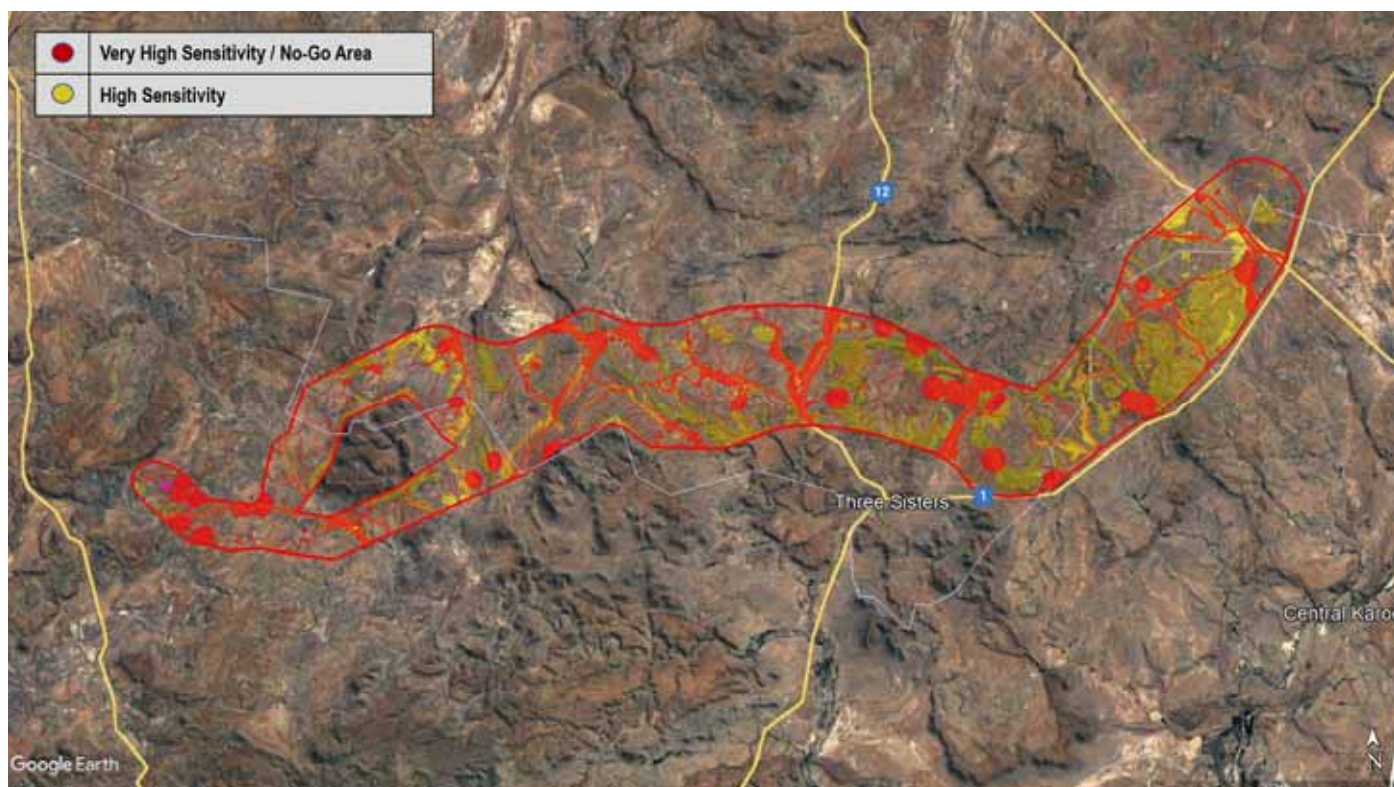 Very High Sensitivity / No-Go Area
High Sensitivity
12
Three Sisters
1
Central Karoo
Google Earth
N